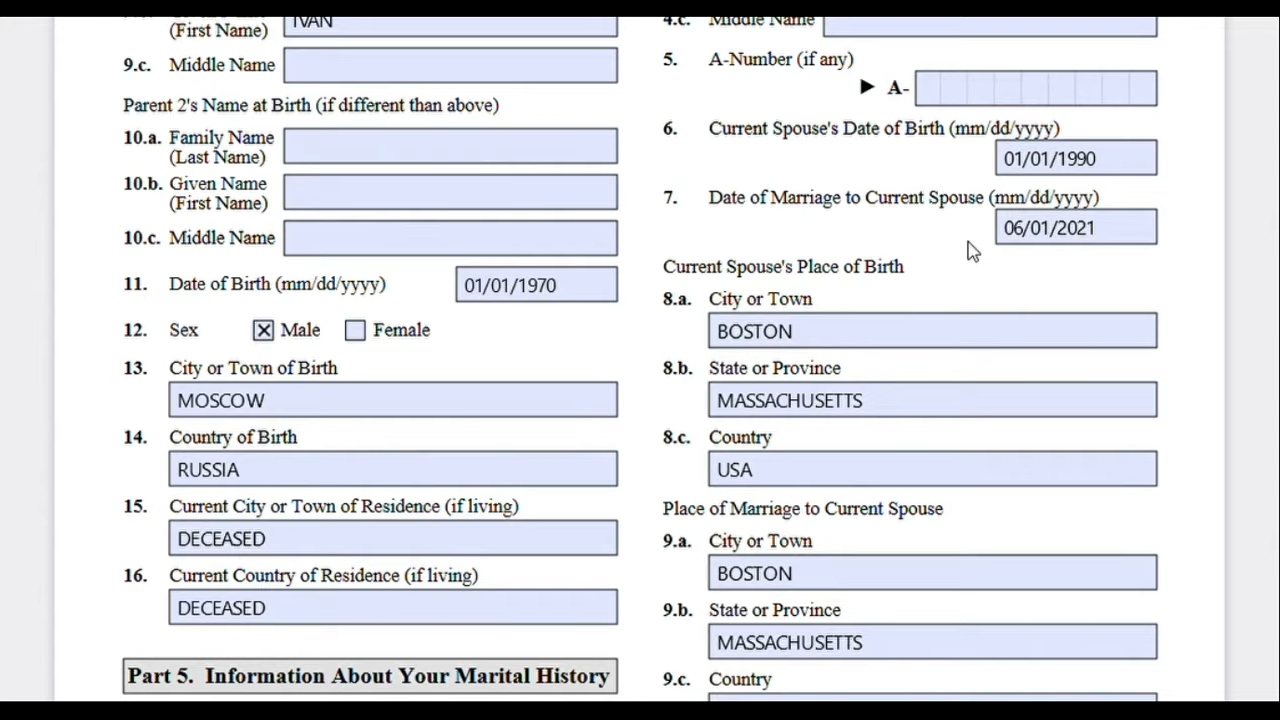 (First Name) IVAN
9.c. Middle Name
Parent 2's Name at Birth (if different than above)
10.a. Family Name
(Last Name)
10.b. Given Name
(First Name)
10.c. Middle Name
11. Date of Birth (mm/dd/yyyy) 01/01/1970
12. Sex Male Female
13. City or Town of Birth
MOSCOW
14. Country of Birth
RUSSIA
15. Current City or Town of Residence (if living)
DECEASED
16. Current Country of Residence (if living)
DECEASED
Part 5. Information About Your Marital History
4.c. Middle Name
5. A-Number (if any)
► A-
6. Current Spouse's Date of Birth (mm/dd/yyyy)
01/01/1990
7. Date of Marriage to Current Spouse (mm/dd/yyyy)
06/01/2021
Current Spouse's Place of Birth
8.a. City or Town
BOSTON
8.b. State or Province
MASSACHUSETTS
8.c. Country
USA
Place of Marriage to Current Spouse
9.a. City or Town
BOSTON
9.b. State or Province
MASSACHUSETTS
9.c. Country